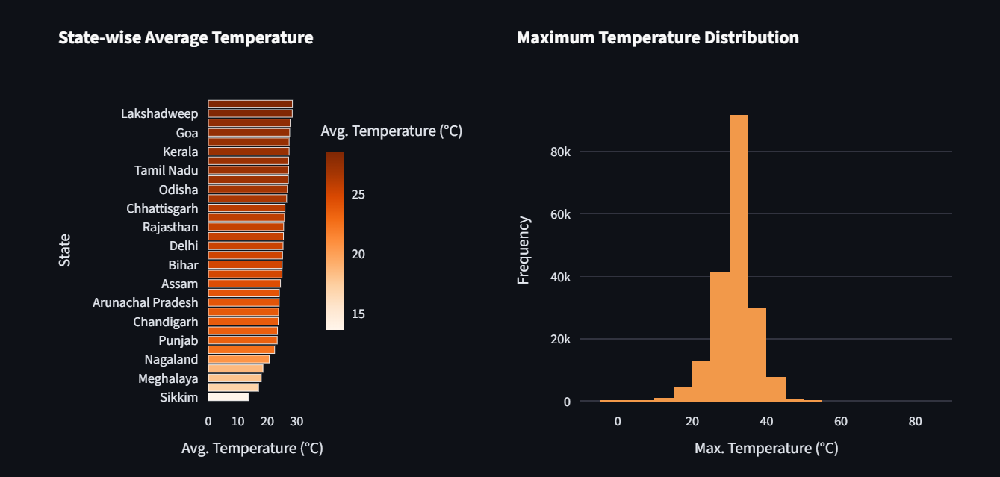 State-wise Average Temperature
Lakshadweep
Goa
Kerala
Tamil Nadu
Odisha
Chhattisgarh
Rajasthan
Delhi
Bihar
Assam
Arunachal Pradesh
Chandigarh
Punjab
Nagaland
Meghalaya
Sikkim
State
0 10 20 30
Avg. Temperature (°C)
Avg. Temperature (°C)
25
20
15
Maximum Temperature Distribution
80k
60k
40k
20k
0
Frequency
0 20 40 60 80
Max. Temperature (°C)